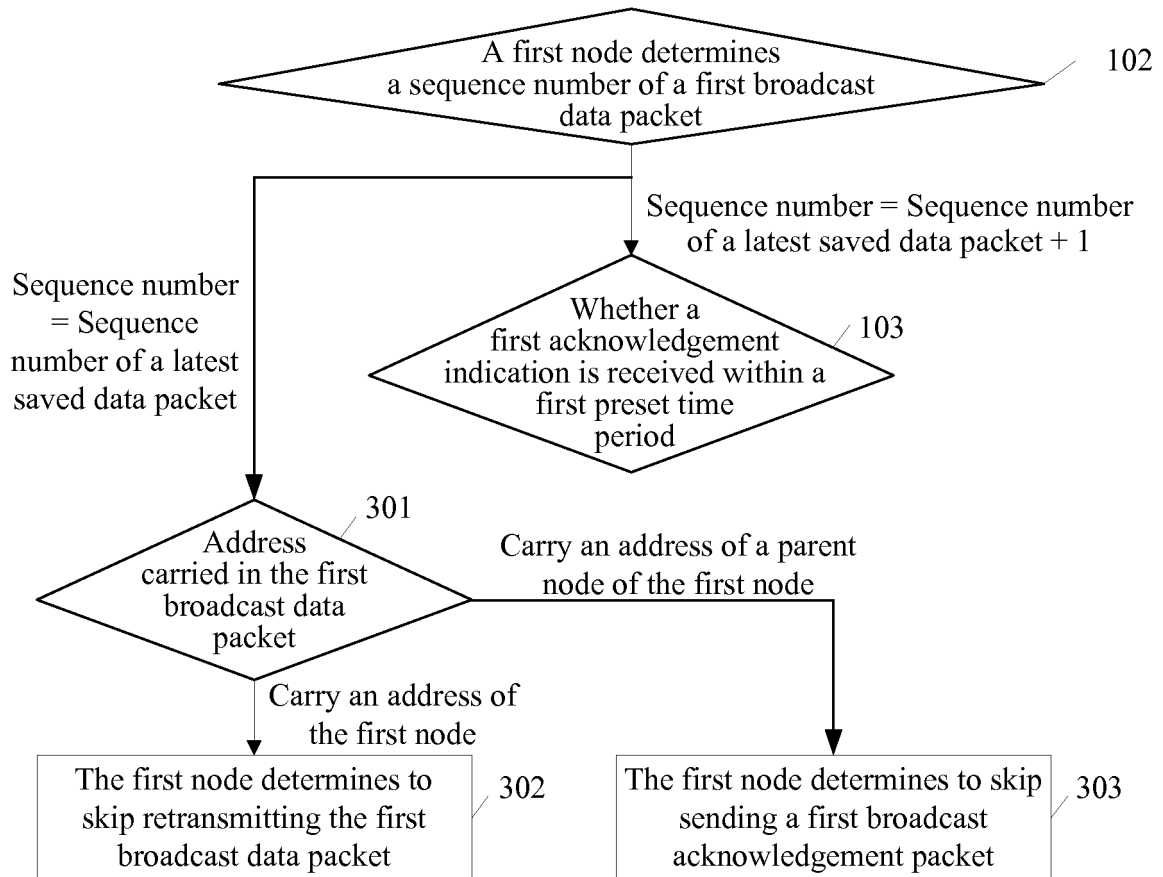 A first node determines
a sequence number of a first broadcast
data packet
102
Sequence number = Sequence number
of a latest saved data packet + 1
Sequence number
= Sequence
number of a latest
saved data packet
Whether a
first acknowledgement
indication is received within a
first preset time
period
103
301
Address
carried in the first
broadcast data
packet
Carry an address of a parent
node of the first node
Carry an address of
the first node
The first node determines to
skip retransmitting the first
broadcast data packet
302
The first node determines to skip
sending a first broadcast
acknowledgement packet
303